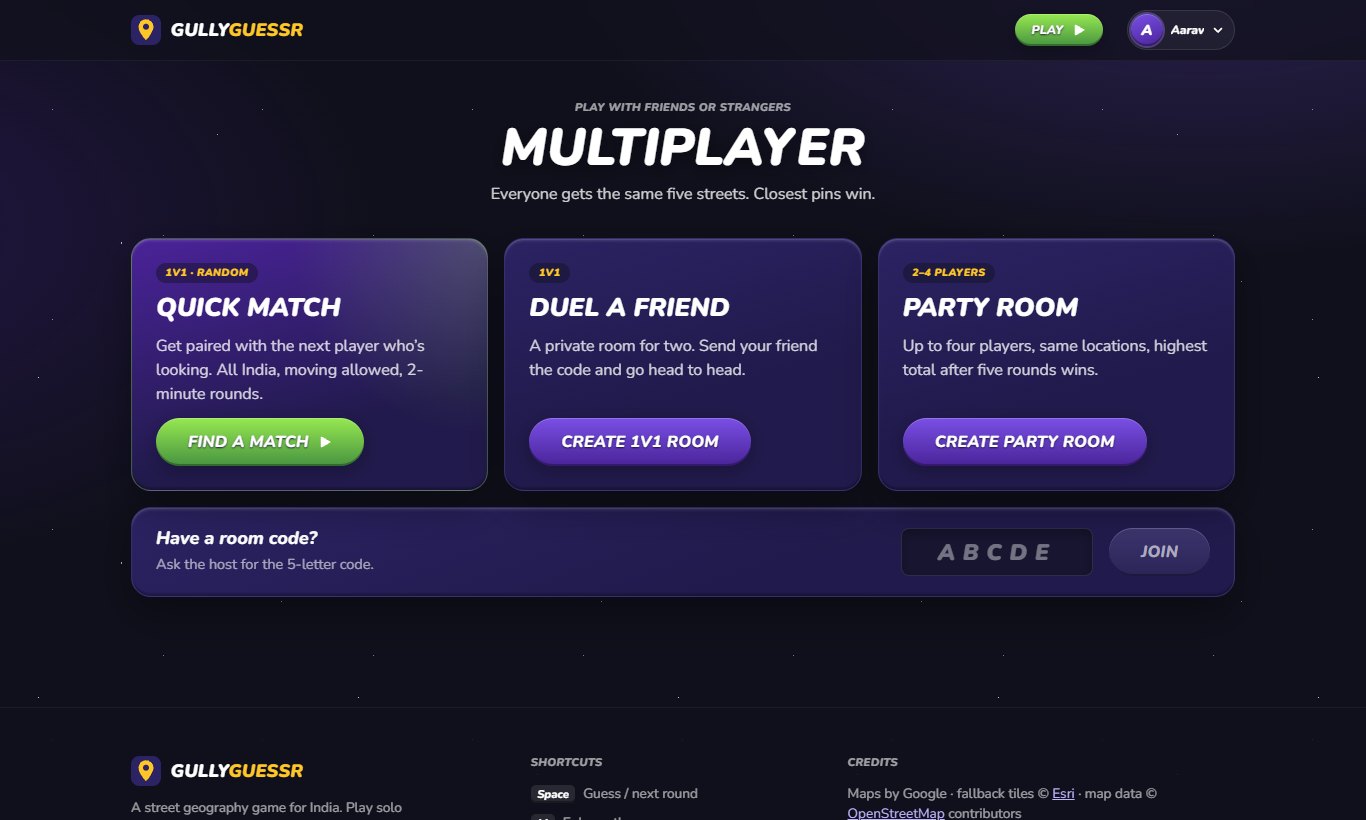 GULLYGUESSR
PLAY
A
Aarav
PLAY WITH FRIENDS OR STRANGERS
MULTIPLAYER
Everyone gets the same five streets. Closest pins win.
1V1 · RANDOM
QUICK MATCH
Get paired with the next player who's
looking. All India, moving allowed, 2-
minute rounds.
FIND A MATCH
1V1
DUEL A FRIEND
A private room for two. Send your friend
the code and go head to head.
CREATE 1V1 ROOM
2–4 PLAYERS
PARTY ROOM
Up to four players, same locations, highest
total after five rounds wins.
CREATE PARTY ROOM
Have a room code?
Ask the host for the 5-letter code.
ABCDE
JOIN
GULLYGUESSR
A street geography game for India. Play solo
SHORTCUTS
Space Guess / next round
CREDITS
Maps by Google · fallback tiles © Esri · map data ©
OpenStreetMap contributors